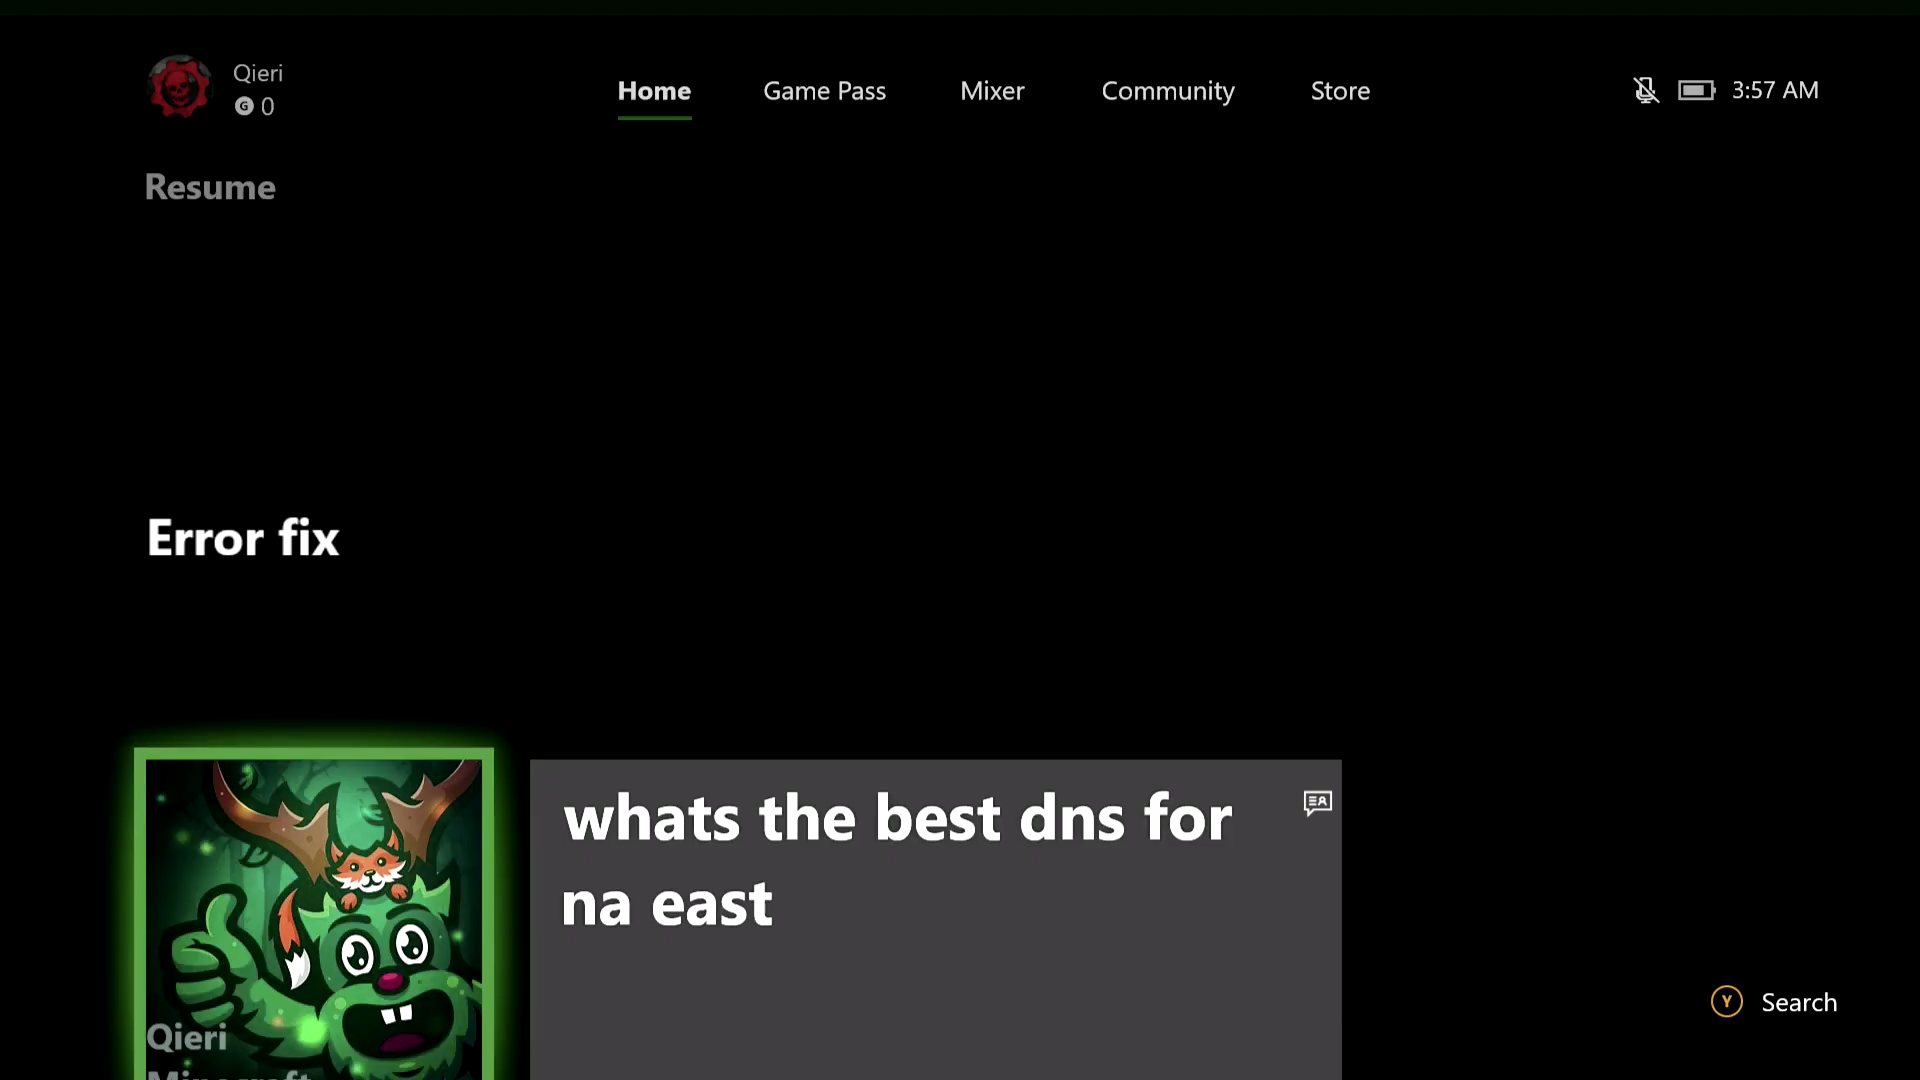 Qieri
G 0
Home
Game Pass
Mixer
Community
Store
3:57 AM
Resume
Error fix
whats the best dns for
na east
Y Search
Qieri
Minecraft